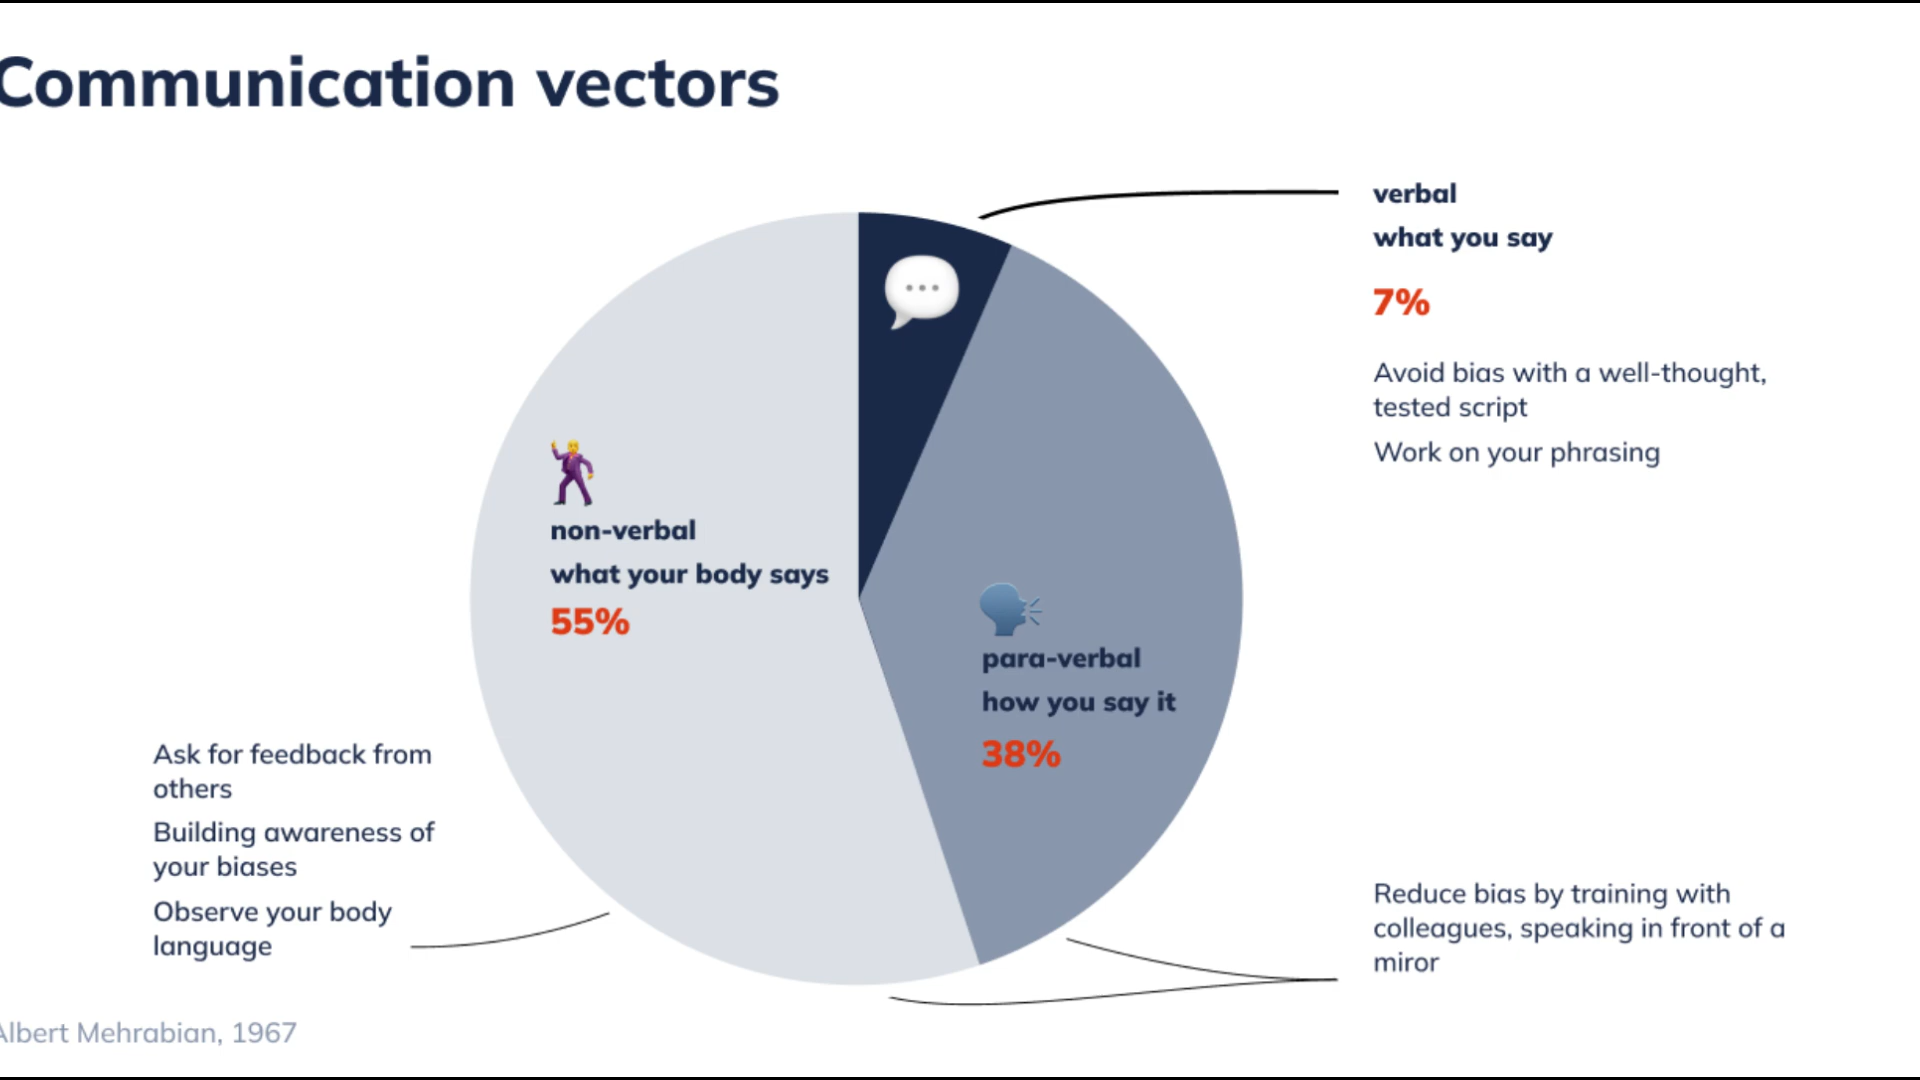 Communication vectors
verbal
what you say
7%
Avoid bias with a well-thought,
tested script
Work on your phrasing
non-verbal
what your body says
55%
para-verbal
how you say it
38%
Ask for feedback from
others
Building awareness of
your biases
Observe your body
language
Reduce bias by training with
colleagues, speaking in front of a
miror
Albert Mehrabian, 1967